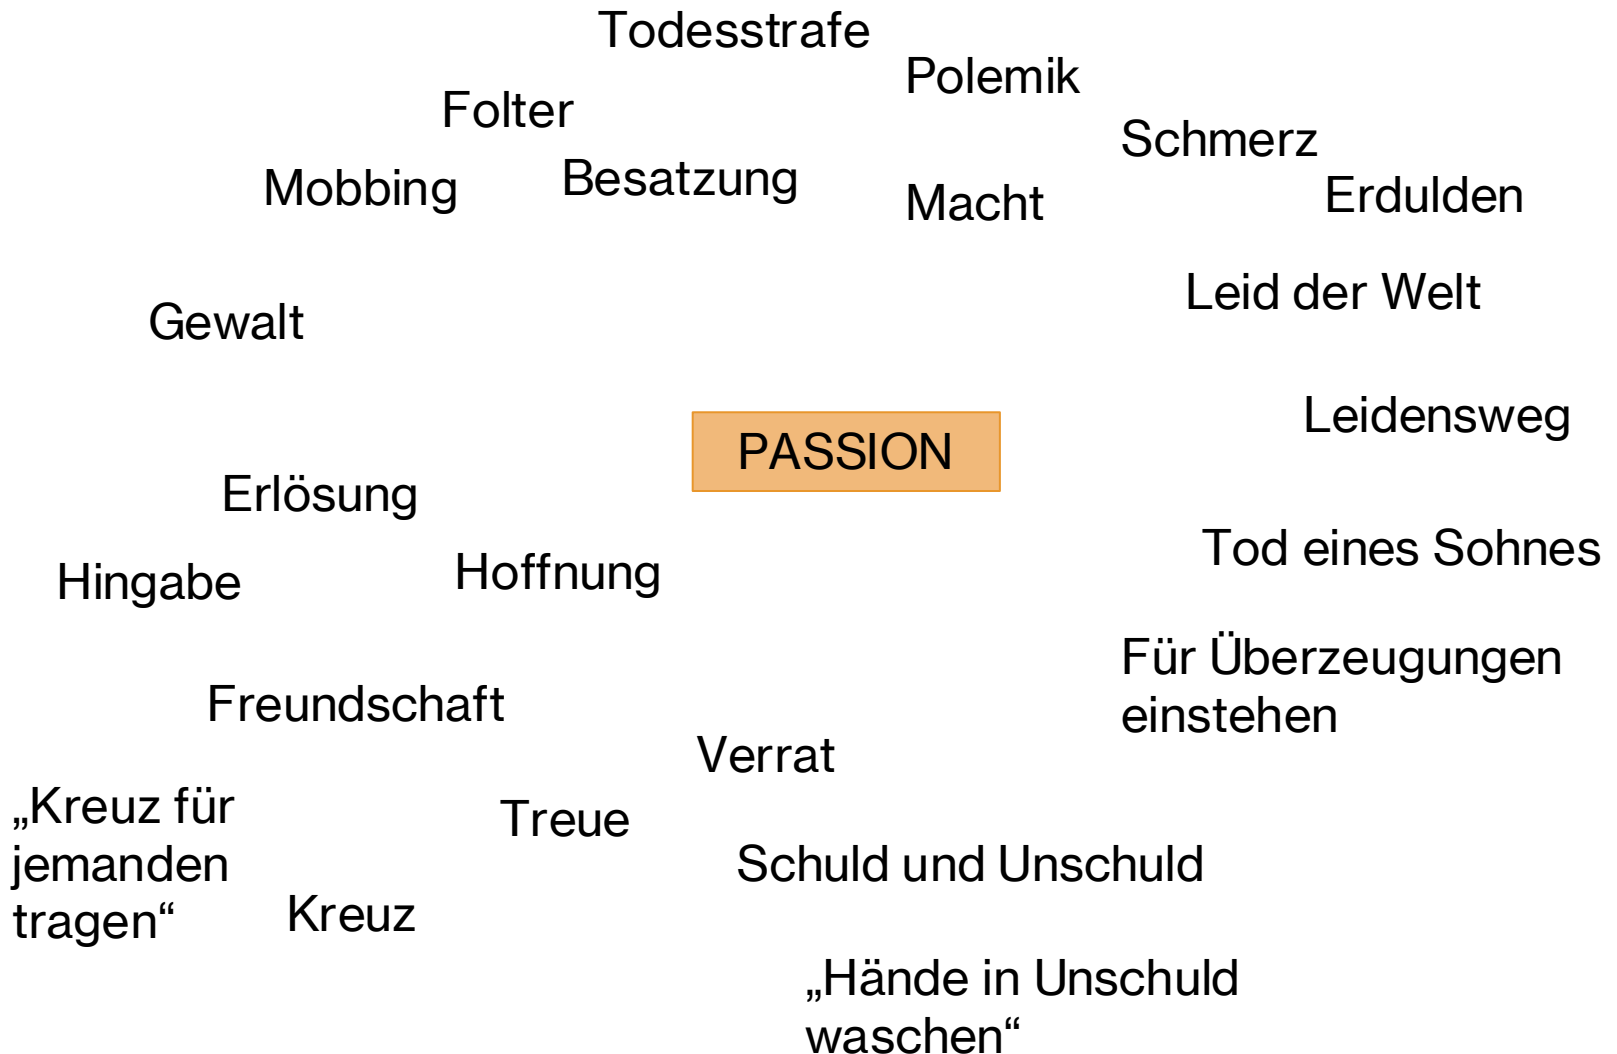 Todesstrafe
Polemik
Folter
Schmerz
Mobbing
Besatzung
Macht
Erdulden
Leid der Welt
Gewalt
Leidensweg
PASSION
Erlösung
Tod eines Sohnes
Hingabe
Hoffnung
Für Überzeugungen
einstehen
Freundschaft
Verrat
„Kreuz für
jemanden
tragen“
Treue
Schuld und Unschuld
Kreuz
„Hände in Unschuld
waschen“